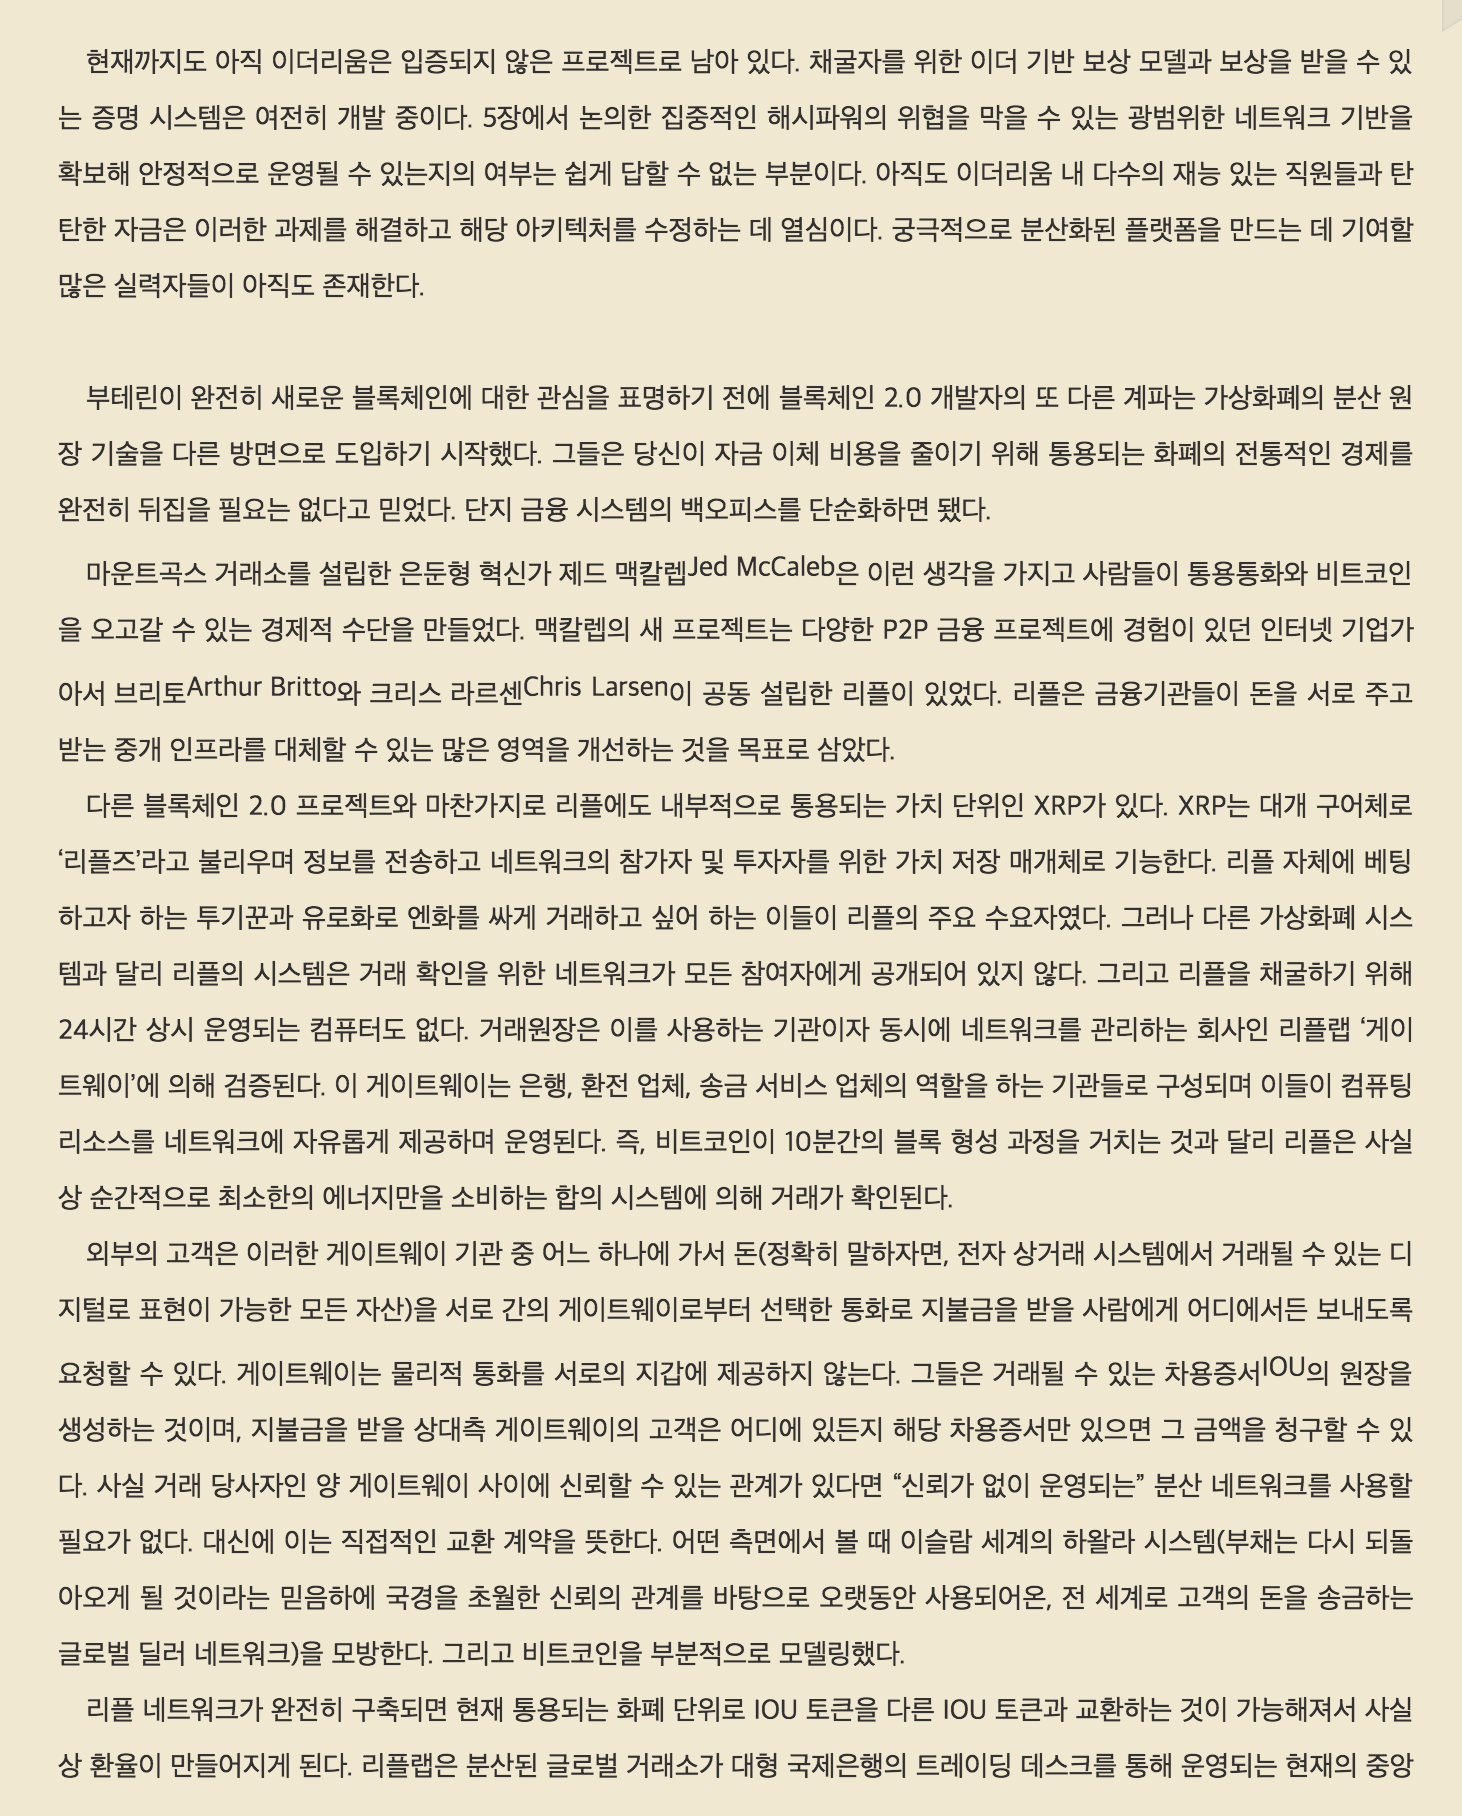 현재까지도 아직 이더리움은 입증되지 않은 프로젝트로 남아 있다. 채굴자를 위한 이더 기반 보상 모델과 보상을 받을 수 있
는 증명 시스템은 여전히 개발 중이다. 5장에서 논의한 집중적인 해시파워의 위협을 막을 수 있는 광범위한 네트워크 기반을
확보해 안정적으로 운영될 수 있는지의 여부는 쉽게 답할 수 없는 부분이다. 아직도 이더리움 내 다수의 재능 있는 직원들과 탄
탄한 자금은 이러한 과제를 해결하고 해당 아키텍처를 수정하는 데 열심이다. 궁극적으로 분산화된 플랫폼을 만드는 데 기여할
많은 실력자들이 아직도 존재한다.
부테린이 완전히 새로운 블록체인에 대한 관심을 표명하기 전에 블록체인 2.0 개발자의 또 다른 계파는 가상화폐의 분산 원
장 기술을 다른 방면으로 도입하기 시작했다. 그들은 당신이 자금 이체 비용을 줄이기 위해 통용되는 화폐의 전통적인 경제를
완전히 뒤집을 필요는 없다고 믿었다. 단지 금융 시스템의 백오피스를 단순화하면 됐다.
마운트곡스 거래소를 설립한 은둔형 혁신가 제드 맥칼렙Jed McCaleb은 이런 생각을 가지고 사람들이 통용통화와 비트코인
을 오고갈 수 있는 경제적 수단을 만들었다. 맥칼렙의 새 프로젝트는 다양한 P2P 금융 프로젝트에 경험이 있던 인터넷 기업가
아서 브리토Arthur Britto와 크리스 라르센Chris Larsen이 공동 설립한 리플이 있었다. 리플은 금융기관들이 돈을 서로 주고
받는 중개 인프라를 대체할 수 있는 많은 영역을 개선하는 것을 목표로 삼았다.
다른 블록체인 2.0 프로젝트와 마찬가지로 리플에도 내부적으로 통용되는 가치 단위인 XRP가 있다. XRP는 대개 구어체로
‘리플즈’라고 불리우며 정보를 전송하고 네트워크의 참가자 및 투자자를 위한 가치 저장 매개체로 기능한다. 리플 자체에 베팅
하고자 하는 투기꾼과 유로화로 엔화를 싸게 거래하고 싶어 하는 이들이 리플의 주요 수요자였다. 그러나 다른 가상화폐 시스
템과 달리 리플의 시스템은 거래 확인을 위한 네트워크가 모든 참여자에게 공개되어 있지 않다. 그리고 리플을 채굴하기 위해
24시간 상시 운영되는 컴퓨터도 없다. 거래원장은 이를 사용하는 기관이자 동시에 네트워크를 관리하는 회사인 리플랩 ‘게이
트웨이’에 의해 검증된다. 이 게이트웨이는 은행, 환전 업체, 송금 서비스 업체의 역할을 하는 기관들로 구성되며 이들이 컴퓨팅
리소스를 네트워크에 자유롭게 제공하며 운영된다. 즉, 비트코인이 10분간의 블록 형성 과정을 거치는 것과 달리 리플은 사실
상 순간적으로 최소한의 에너지만을 소비하는 합의 시스템에 의해 거래가 확인된다.
외부의 고객은 이러한 게이트웨이 기관 중 어느 하나에 가서 돈(정확히 말하자면, 전자 상거래 시스템에서 거래될 수 있는 디
지털로 표현이 가능한 모든 자산)을 서로 간의 게이트웨이로부터 선택한 통화로 지불금을 받을 사람에게 어디에서든 보내도록
요청할 수 있다. 게이트웨이는 물리적 통화를 서로의 지갑에 제공하지 않는다. 그들은 거래될 수 있는 차용증서IOU의 원장을
생성하는 것이며, 지불금을 받을 상대측 게이트웨이의 고객은 어디에 있든지 해당 차용증서만 있으면 그 금액을 청구할 수 있
다. 사실 거래 당사자인 양 게이트웨이 사이에 신뢰할 수 있는 관계가 있다면 “신뢰가 없이 운영되는” 분산 네트워크를 사용할
필요가 없다. 대신에 이는 직접적인 교환 계약을 뜻한다. 어떤 측면에서 볼 때 이슬람 세계의 하왈라 시스템(부채는 다시 되돌
아오게 될 것이라는 믿음하에 국경을 초월한 신뢰의 관계를 바탕으로 오랫동안 사용되어온, 전 세계로 고객의 돈을 송금하는
글로벌 딜러 네트워크)을 모방한다. 그리고 비트코인을 부분적으로 모델링했다.
리플 네트워크가 완전히 구축되면 현재 통용되는 화폐 단위로 IOU 토큰을 다른 IOU 토큰과 교환하는 것이 가능해져서 사실
상 환율이 만들어지게 된다. 리플랩은 분산된 글로벌 거래소가 대형 국제은행의 트레이딩 데스크를 통해 운영되는 현재의 중앙